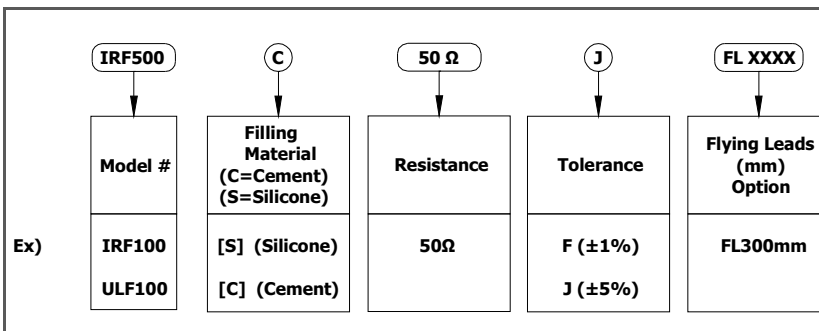 IRF500 C 50 Ω J FL XXXX
Model #
Filling
Material
(C=Cement)
(S=Silicone)
Resistance
Tolerance
Flying Leads
(mm)
Option
Ex) IRF100 [S] (Silicone) 50Ω F (±1%) FL300mm
ULF100 [C] (Cement) J (±5%)